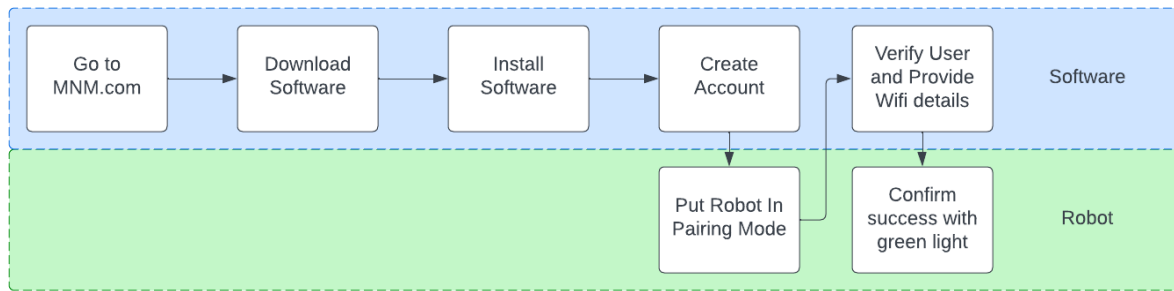 Go to
MNM.com
Download
Software
Install
Software
Create
Account
Verify User
and Provide
Wifi details
Software
Put Robot In
Pairing Mode
Confirm
success with
green light
Robot